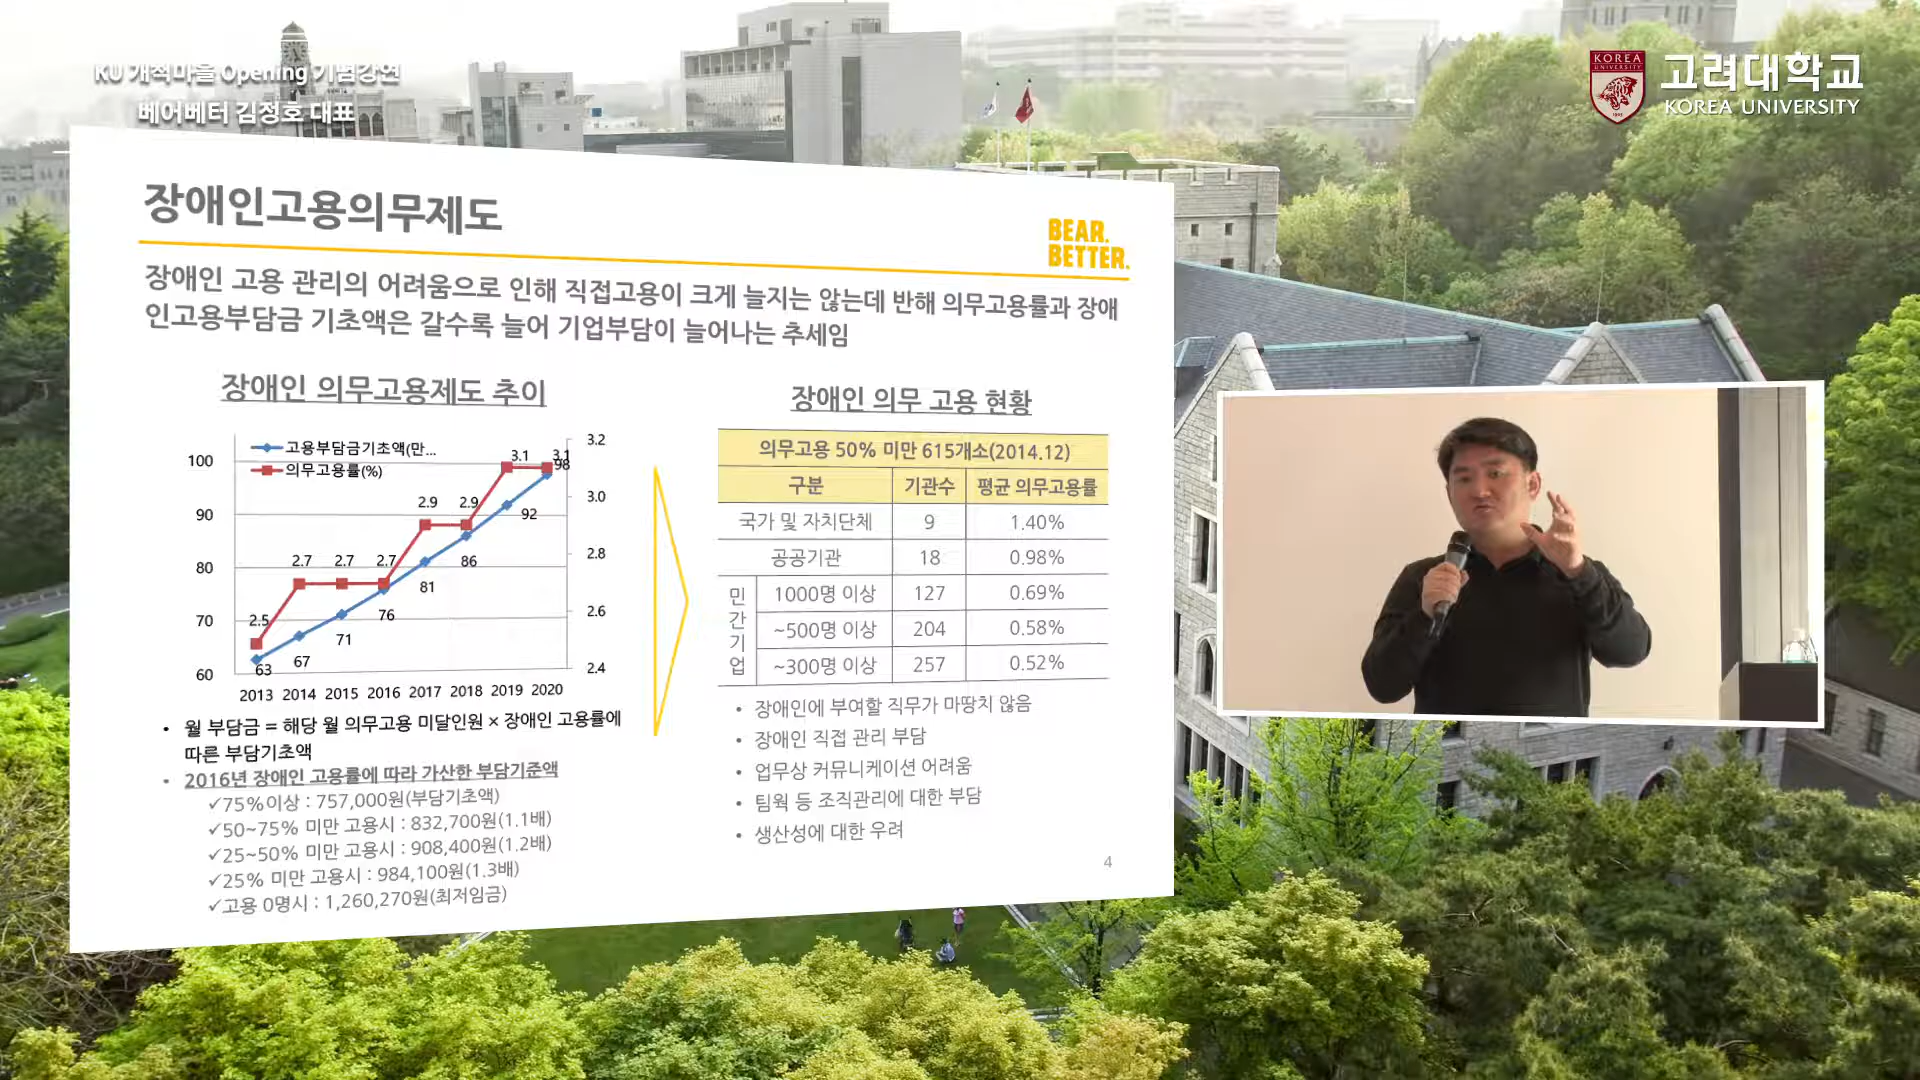 KU 개척마을 Opening 기념강연
베어베터 김정호 대표
KOREA
UNIVERSITY
1905
고려대학교
KOREA UNIVERSITY
장애인고용의무제도
BEAR.
BETTER.
장애인 고용 관리의 어려움으로 인해 직접고용이 크게 늘지는 않는데 반해 의무고용률과 장애
인고용부담금 기초액은 갈수록 늘어 기업부담이 늘어나는 추세임
장애인 의무고용제도 추이
고용부담금기초액(만...
의무고용률(%)
100
90
80
70
60
3.2
3.0
2.8
2.6
2.4
2.5
2.7
2.7
2.7
2.9
2.9
3.1
3.1
63
67
71
76
81
86
92
98
2013 2014 2015 2016 2017 2018 2019 2020
• 월 부담금 = 해당 월 의무고용 미달인원 × 장애인 고용률에
따른 부담기초액
• 2016년 장애인 고용률에 따라 가산한 부담기준액
✓75%이상 : 757,000원(부담기초액)
✓50~75% 미만 고용시 : 832,700원(1.1배)
✓25~50% 미만 고용시 : 908,400원(1.2배)
✓25% 미만 고용시 : 984,100원(1.3배)
✓고용 0명시 : 1,260,270원(최저임금)
장애인 의무 고용 현황
의무고용 50% 미만 615개소(2014.12)
구분 기관수 평균 의무고용률
국가 및 자치단체 9 1.40%
공공기관 18 0.98%
민간기업
1000명 이상 127 0.69%
~500명 이상 204 0.58%
~300명 이상 257 0.52%
• 장애인에 부여할 직무가 마땅치 않음
• 장애인 직접 관리 부담
• 업무상 커뮤니케이션 어려움
• 팀웍 등 조직관리에 대한 부담
• 생산성에 대한 우려
4